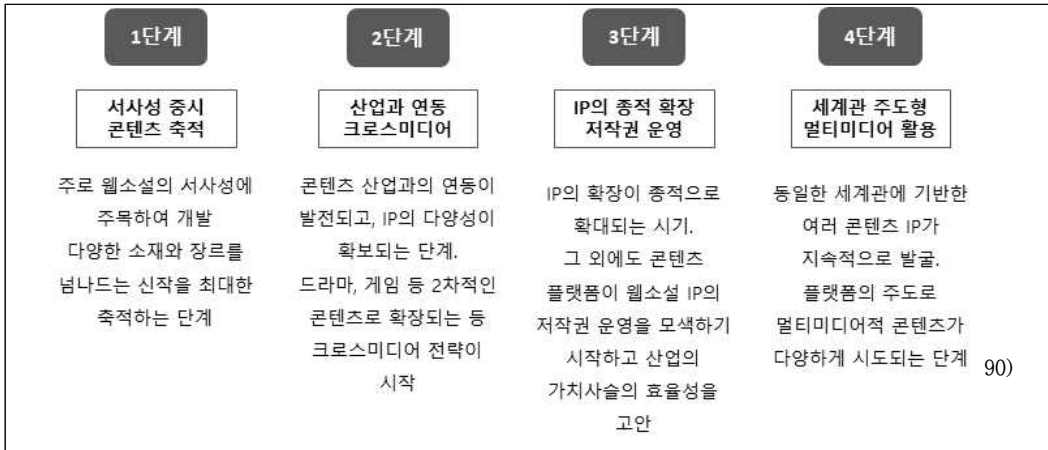 1단계
서사성 중시
콘텐츠 축적
주로 웹소설의 서사성에
주목하여 개발
다양한 소재와 장르를
넘나드는 신작을 최대한
축적하는 단계
2단계
산업과 연동
크로스미디어
콘텐츠 산업과의 연동이
발전되고, IP의 다양성이
확보되는 단계.
드라마, 게임 등 2차적인
콘텐츠로 확장되는 등
크로스미디어 전략이
시작
3단계
IP의 종적 확장
저작권 운영
IP의 확장이 종적으로
확대되는 시기.
그 외에도 콘텐츠
플랫폼이 웹소설 IP의
저작권 운영을 모색하기
시작하고 산업의
가치사슬의 효율성을
고안
4단계
세계관 주도형
멀티미디어 활용
동일한 세계관에 기반한
여러 콘텐츠 IP가
지속적으로 발굴.
플랫폼의 주도로
멀티미디어적 콘텐츠가
다양하게 시도되는 단계
90)